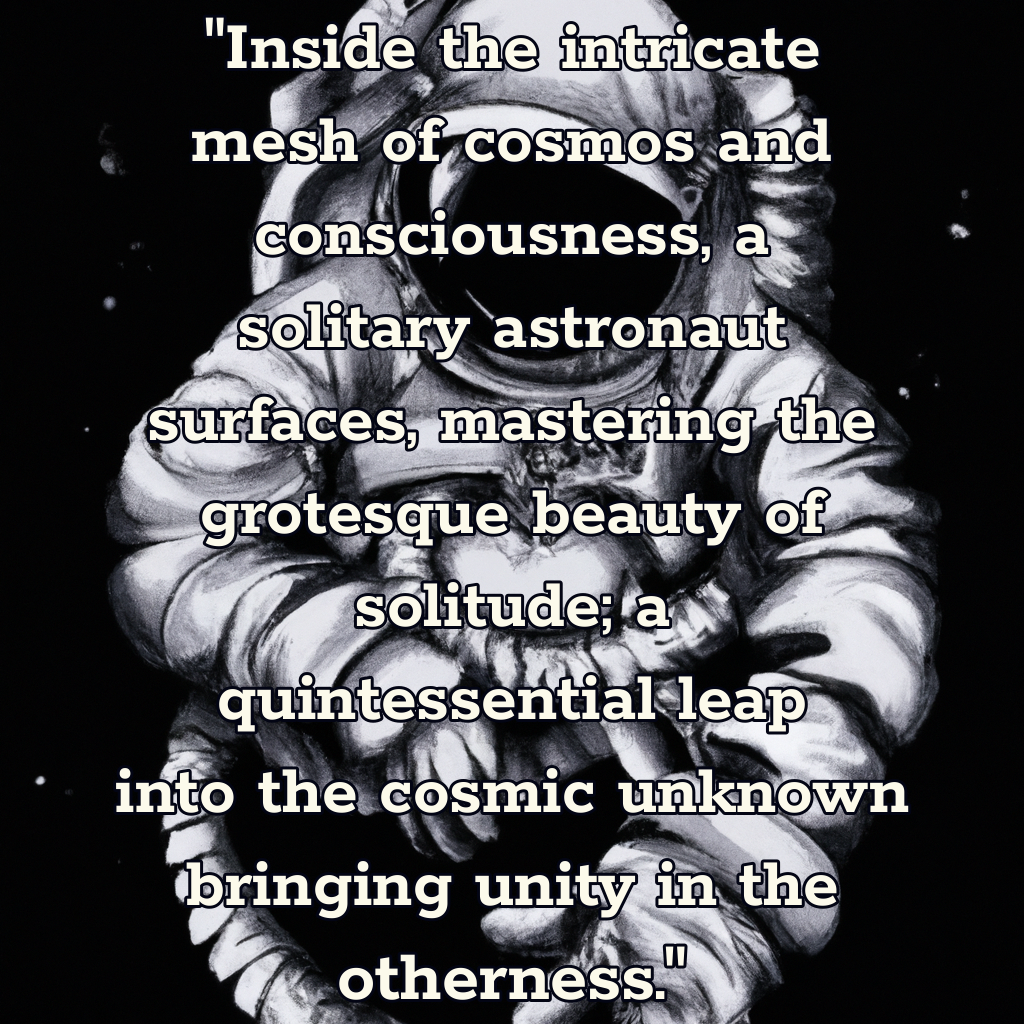 "Inside the intricate
mesh of cosmos and
consciousness, a
solitary astronaut
surfaces, mastering the
grotesque beauty of
solitude; a
quintessential leap
into the cosmic unknown
bringing unity in the
otherness."